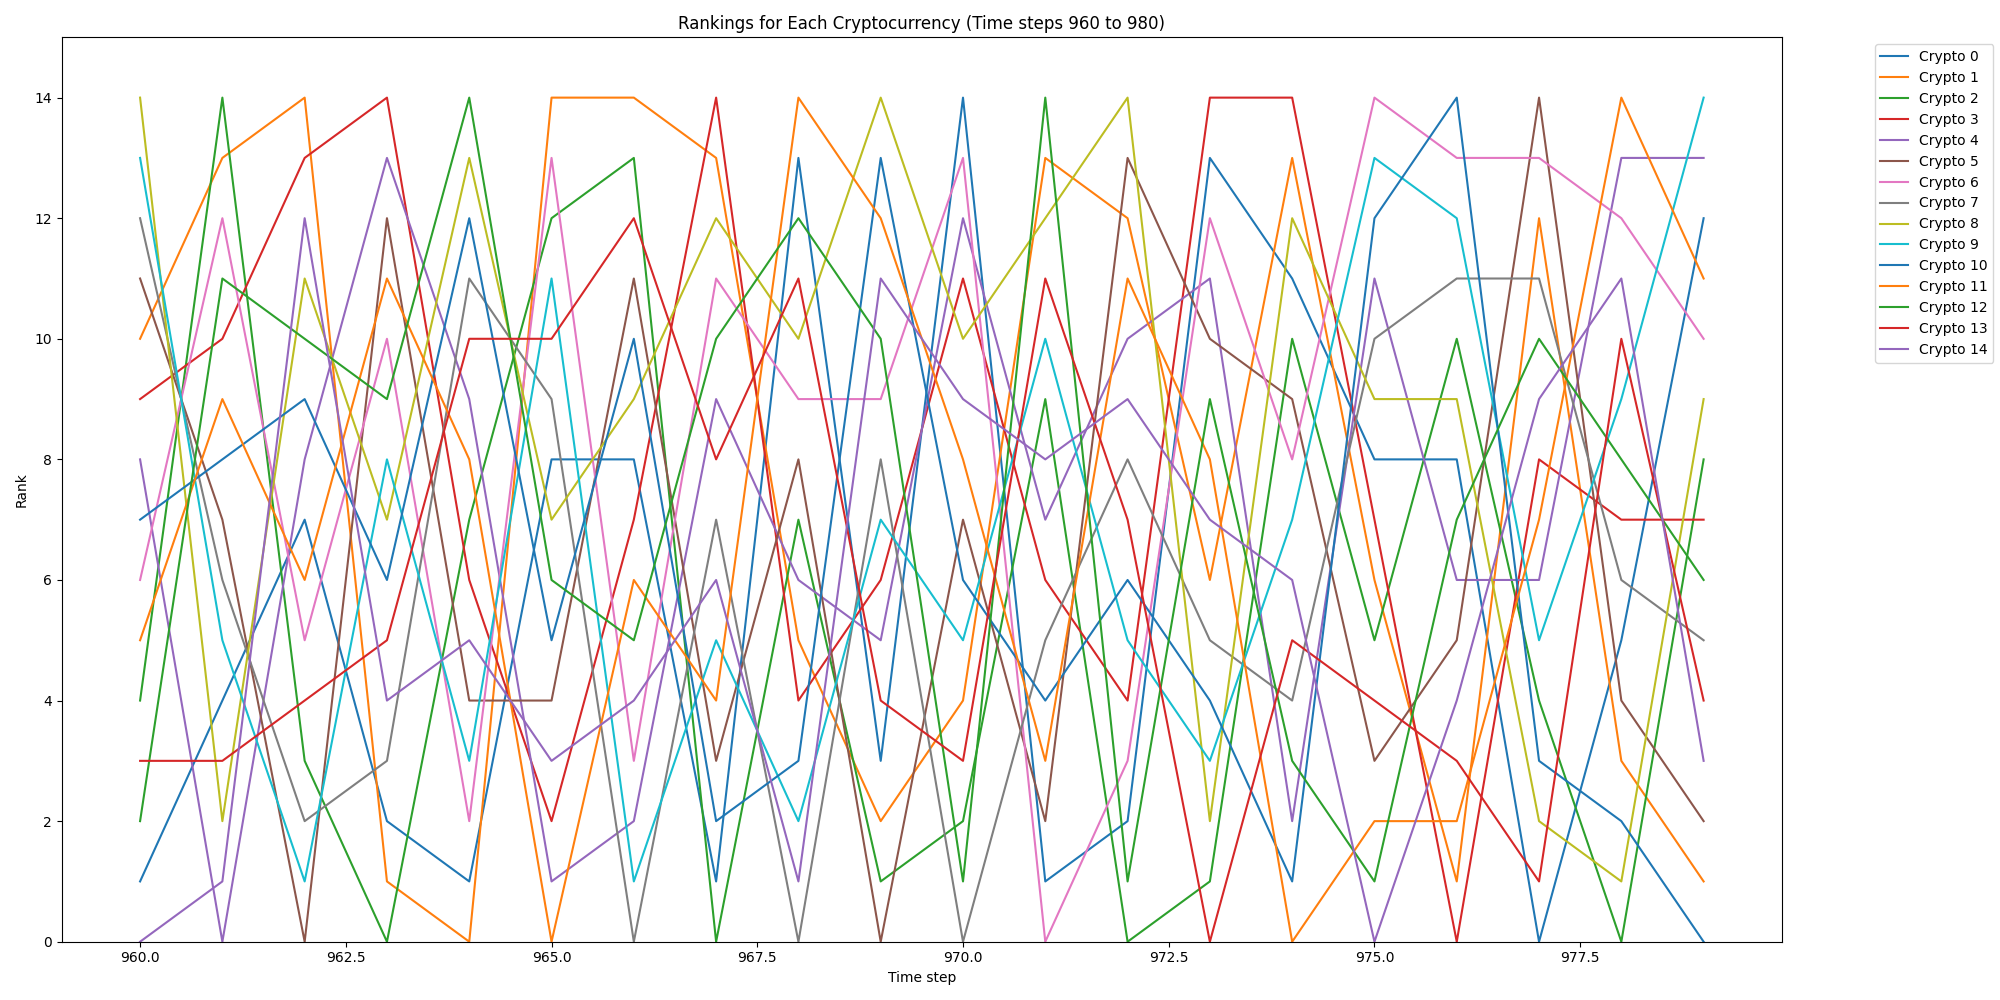 Rankings for Each Cryptocurrency (Time steps 960 to 980)
Rank
14
12
10
8
6
4
2
0
960.0 962.5 965.0 967.5 970.0 972.5 975.0 977.5
Time step
Crypto 0
Crypto 1
Crypto 2
Crypto 3
Crypto 4
Crypto 5
Crypto 6
Crypto 7
Crypto 8
Crypto 9
Crypto 10
Crypto 11
Crypto 12
Crypto 13
Crypto 14